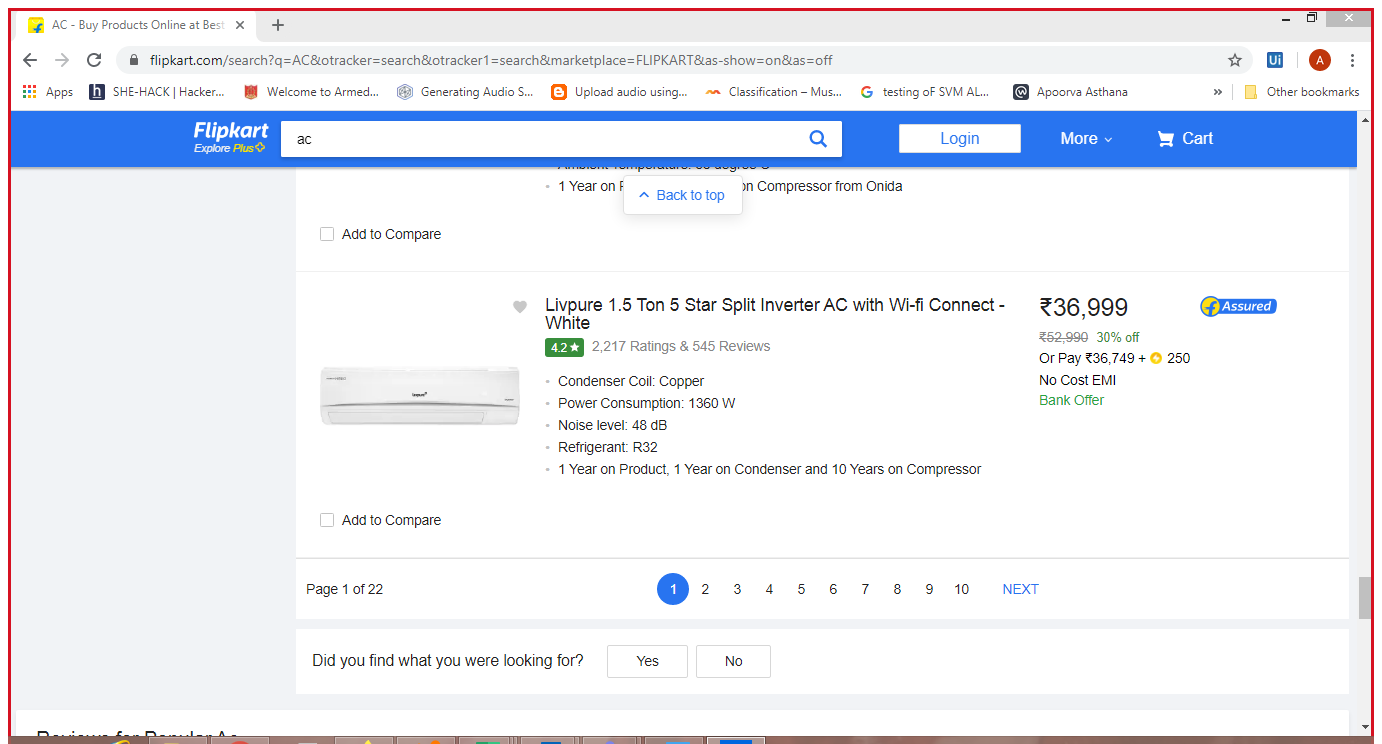 AC - Buy Products Online at Best
flipkart.com/search?q=AC&otracker=search&otracker1=search&marketplace=FLIPKART&as-show=on&as=off
Ui
A
Apps
h SHE-HACK | Hacker...
Welcome to Armed...
Generating Audio S...
Upload audio using...
Classification – Mus...
testing oF SVM AL...
Apoorva Asthana
»
Other bookmarks
Flipkart
Explore Plus
ac
Login
More
Cart
Ambient Temperature:
1 Year on
on Compressor from Onida
Back to top
Add to Compare
Livpure 1.5 Ton 5 Star Split Inverter AC with Wi-fi Connect -
White
4.2★ 2,217 Ratings & 545 Reviews
Condenser Coil: Copper
Power Consumption: 1360 W
Noise level: 48 dB
Refrigerant: R32
1 Year on Product, 1 Year on Condenser and 10 Years on Compressor
₹36,999
f Assured
₹52,990 30% off
Or Pay ₹36,749 + 250
No Cost EMI
Bank Offer
Add to Compare
Page 1 of 22
1 2 3 4 5 6 7 8 9 10 NEXT
Did you find what you were looking for? Yes No
Reviews for Popular Ac